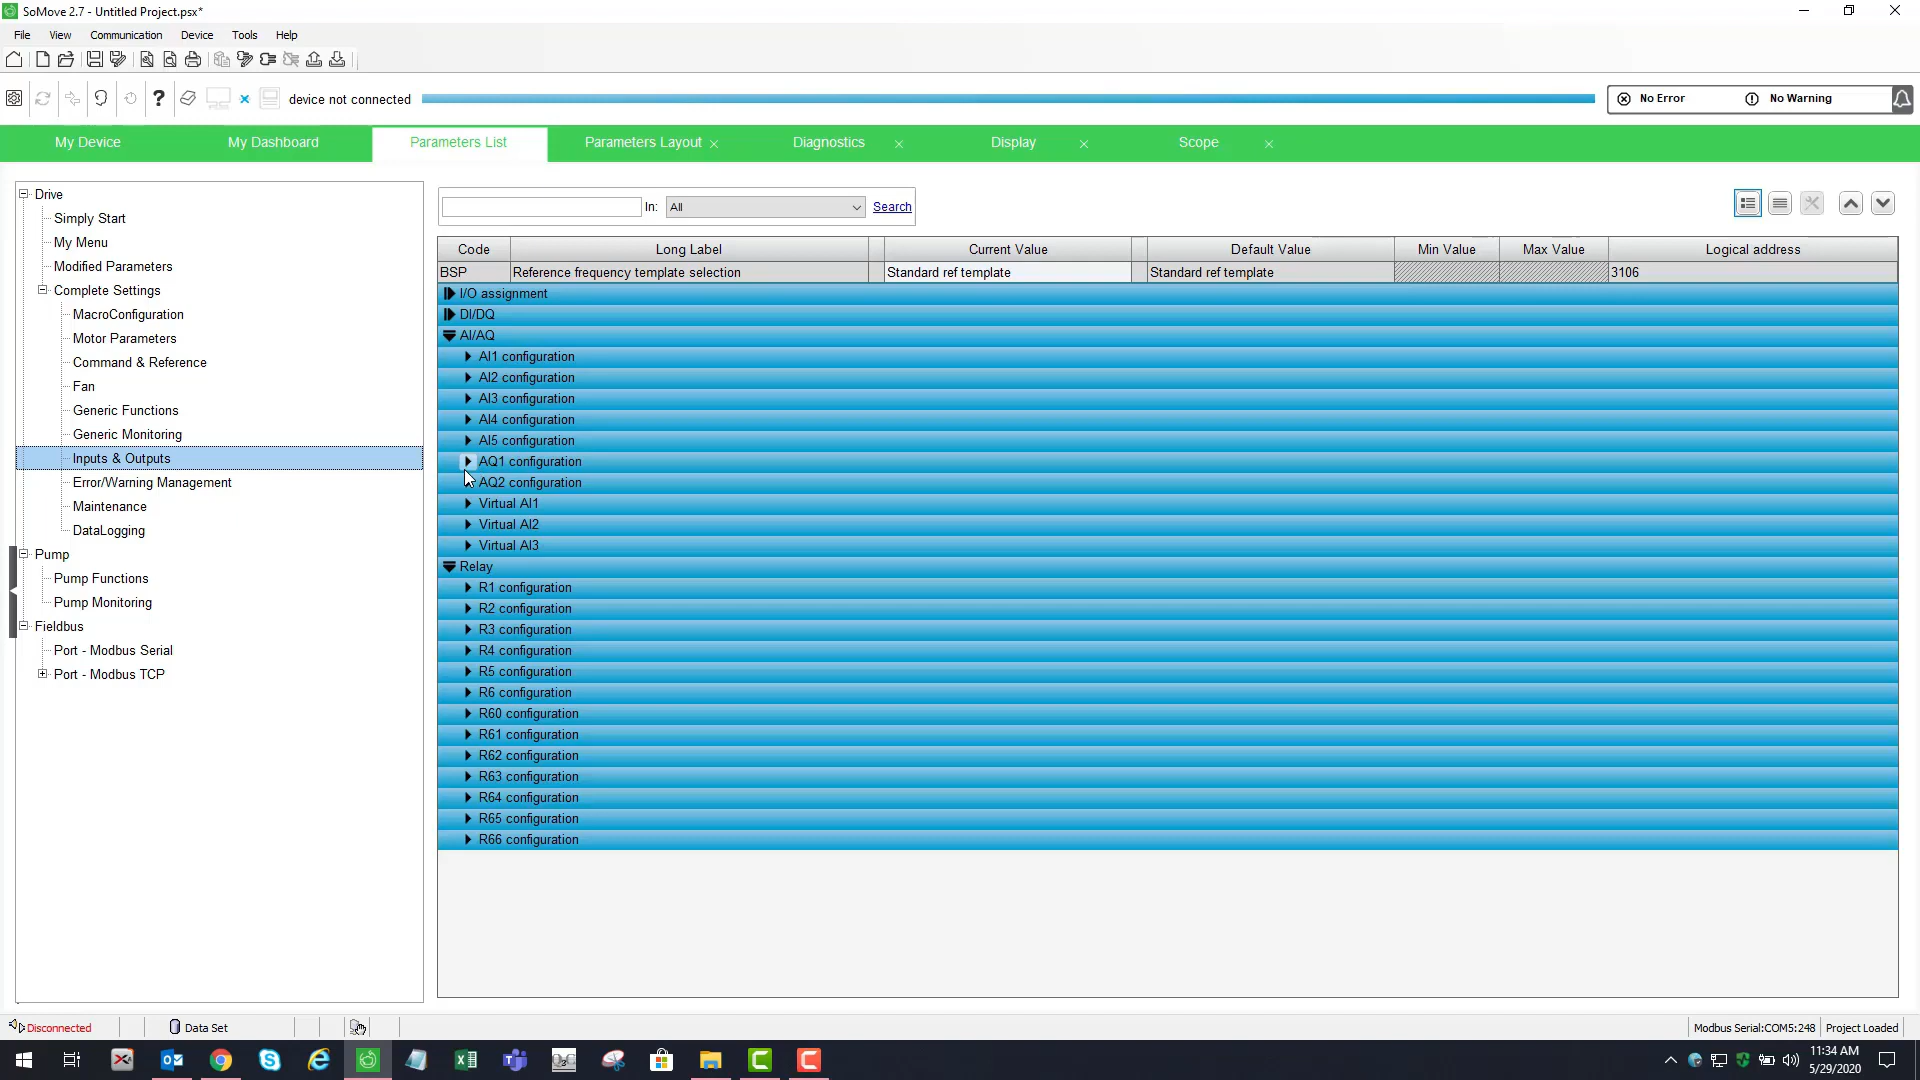 SoMove 2.7 - Untitled Project.psx*
File View Communication Device Tools Help
device not connected
No Error No Warning
My Device My Dashboard Parameters List Parameters Layout Diagnostics Display Scope
Drive
Simply Start
My Menu
Modified Parameters
Complete Settings
MacroConfiguration
Motor Parameters
Command & Reference
Fan
Generic Functions
Generic Monitoring
Inputs & Outputs
Error/Warning Management
Maintenance
DataLogging
Pump
Pump Functions
Pump Monitoring
Fieldbus
Port - Modbus Serial
Port - Modbus TCP
In: All Search
Code Long Label Current Value Default Value Min Value Max Value Logical address
BSP Reference frequency template selection Standard ref template Standard ref template 3106
I/O assignment
DI/DQ
AI/AQ
AI1 configuration
AI2 configuration
AI3 configuration
AI4 configuration
AI5 configuration
AQ1 configuration
AQ2 configuration
Virtual AI1
Virtual AI2
Virtual AI3
Relay
R1 configuration
R2 configuration
R3 configuration
R4 configuration
R5 configuration
R6 configuration
R60 configuration
R61 configuration
R62 configuration
R63 configuration
R64 configuration
R65 configuration
R66 configuration
Disconnected Data Set Modbus Serial:COM5:248 Project Loaded
11:34 AM
5/29/2020